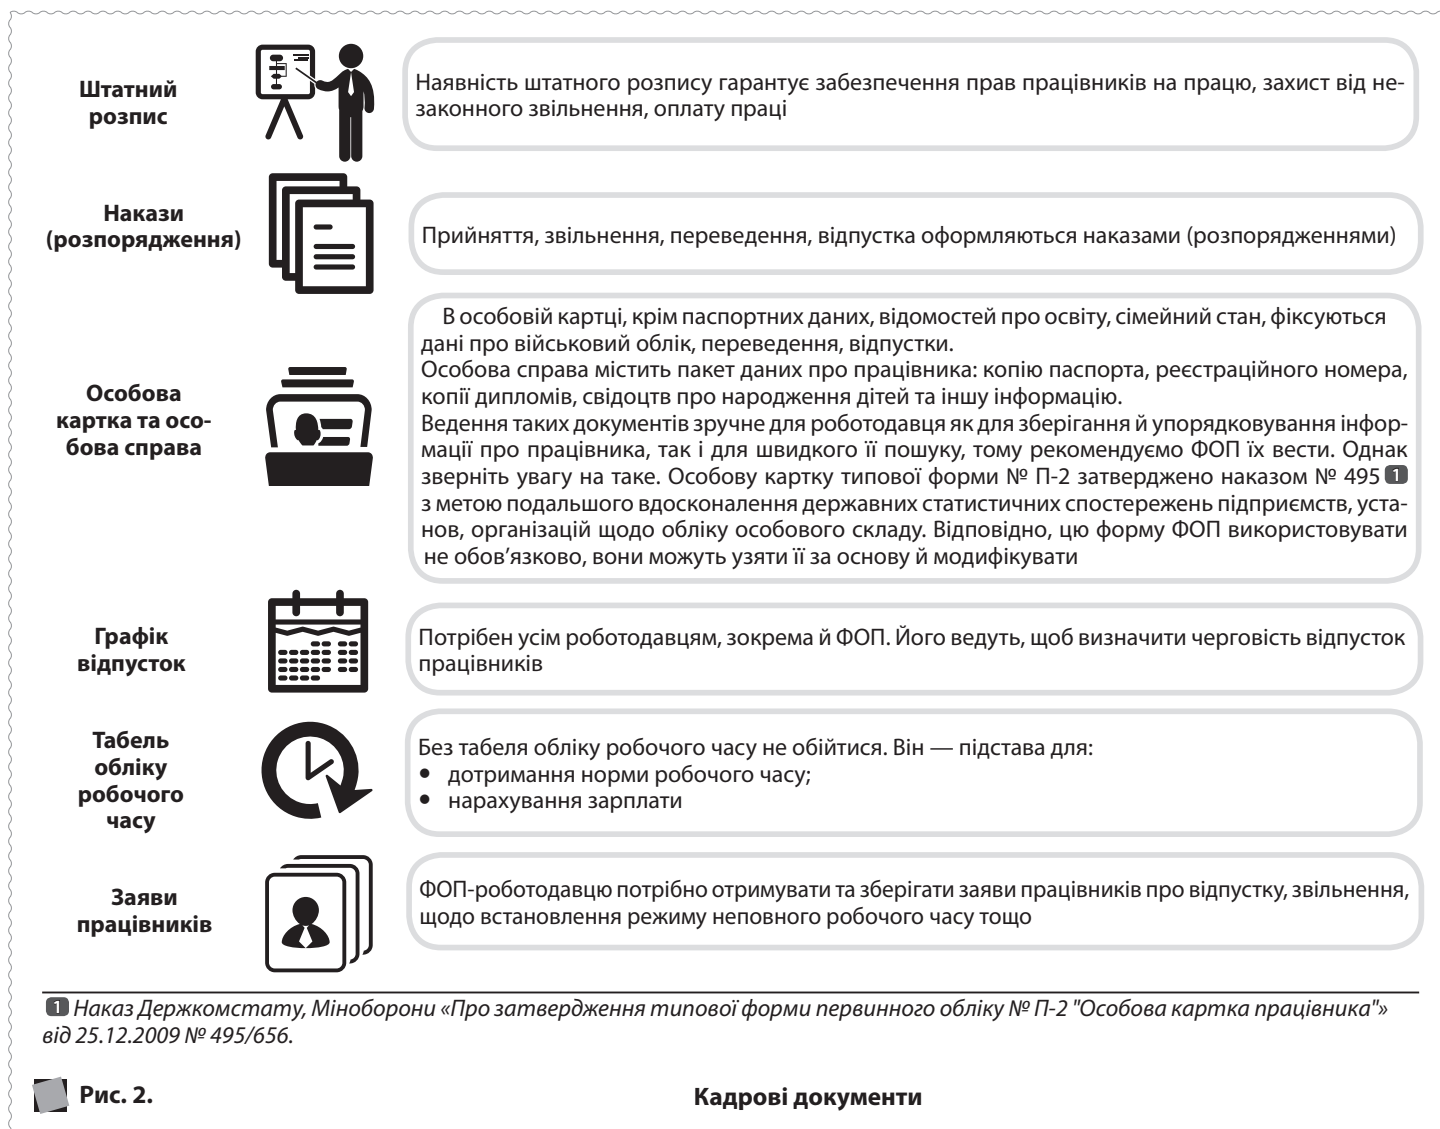 Штатний
розпис
Наявність штатного розпису гарантує забезпечення прав працівників на працю, захист від не-
законного звільнення, оплату праці
Накази
(розпорядження)
Прийняття, звільнення, переведення, відпустка оформляються наказами (розпорядженнями)
Особова
картка та осо-
бова справа
В особовій картці, крім паспортних даних, відомостей про освіту, сімейний стан, фіксуються
дані про військовий облік, переведення, відпустки.
Особова справа містить пакет даних про працівника: копію паспорта, реєстраційного номера,
копії дипломів, свідоцтв про народження дітей та іншу інформацію.
Ведення таких документів зручне для роботодавця як для зберігання й упорядковування інфор-
мації про працівника, так і для швидкого її пошуку, тому рекомендуємо ФОП їх вести. Однак
зверніть увагу на таке. Особову картку типової форми № П-2 затверджено наказом № 495 1
з метою подальшого вдосконалення державних статистичних спостережень підприємств, уста-
нов, організацій щодо обліку особового складу. Відповідно, цю форму ФОП використовувати
не обов’язково, вони можуть узяти її за основу й модифікувати
Графік
відпусток
Потрібен усім роботодавцям, зокрема й ФОП. Його ведуть, щоб визначити черговість відпусток
працівників
Табель
обліку
робочого
часу
Без табеля обліку робочого часу не обійтися. Він — підстава для:
• дотримання норми робочого часу;
• нарахування зарплати
Заяви
працівників
ФОП-роботодавцю потрібно отримувати та зберігати заяви працівників про відпустку, звільнення,
щодо встановлення режиму неповного робочого часу тощо
1 Наказ Держкомстату, Міноборони «Про затвердження типової форми первинного обліку № П-2 "Особова картка працівника"»
від 25.12.2009 № 495/656.
Рис. 2.
Кадрові документи